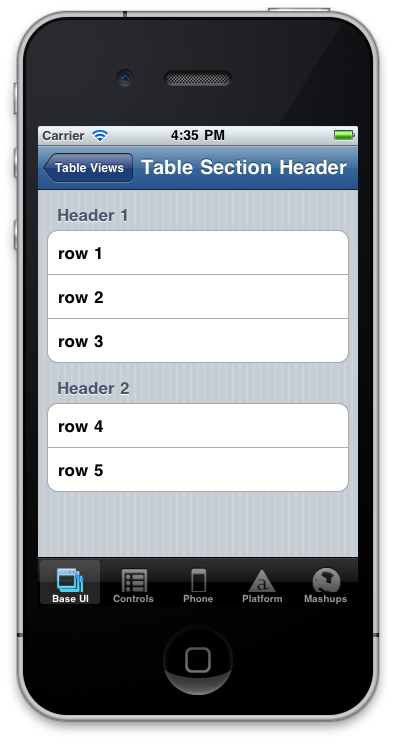 Carrier 4:35 PM
Table Views Table Section Header
Header 1
row 1
row 2
row 3
Header 2
row 4
row 5
Base UI Controls Phone Platform Mashups